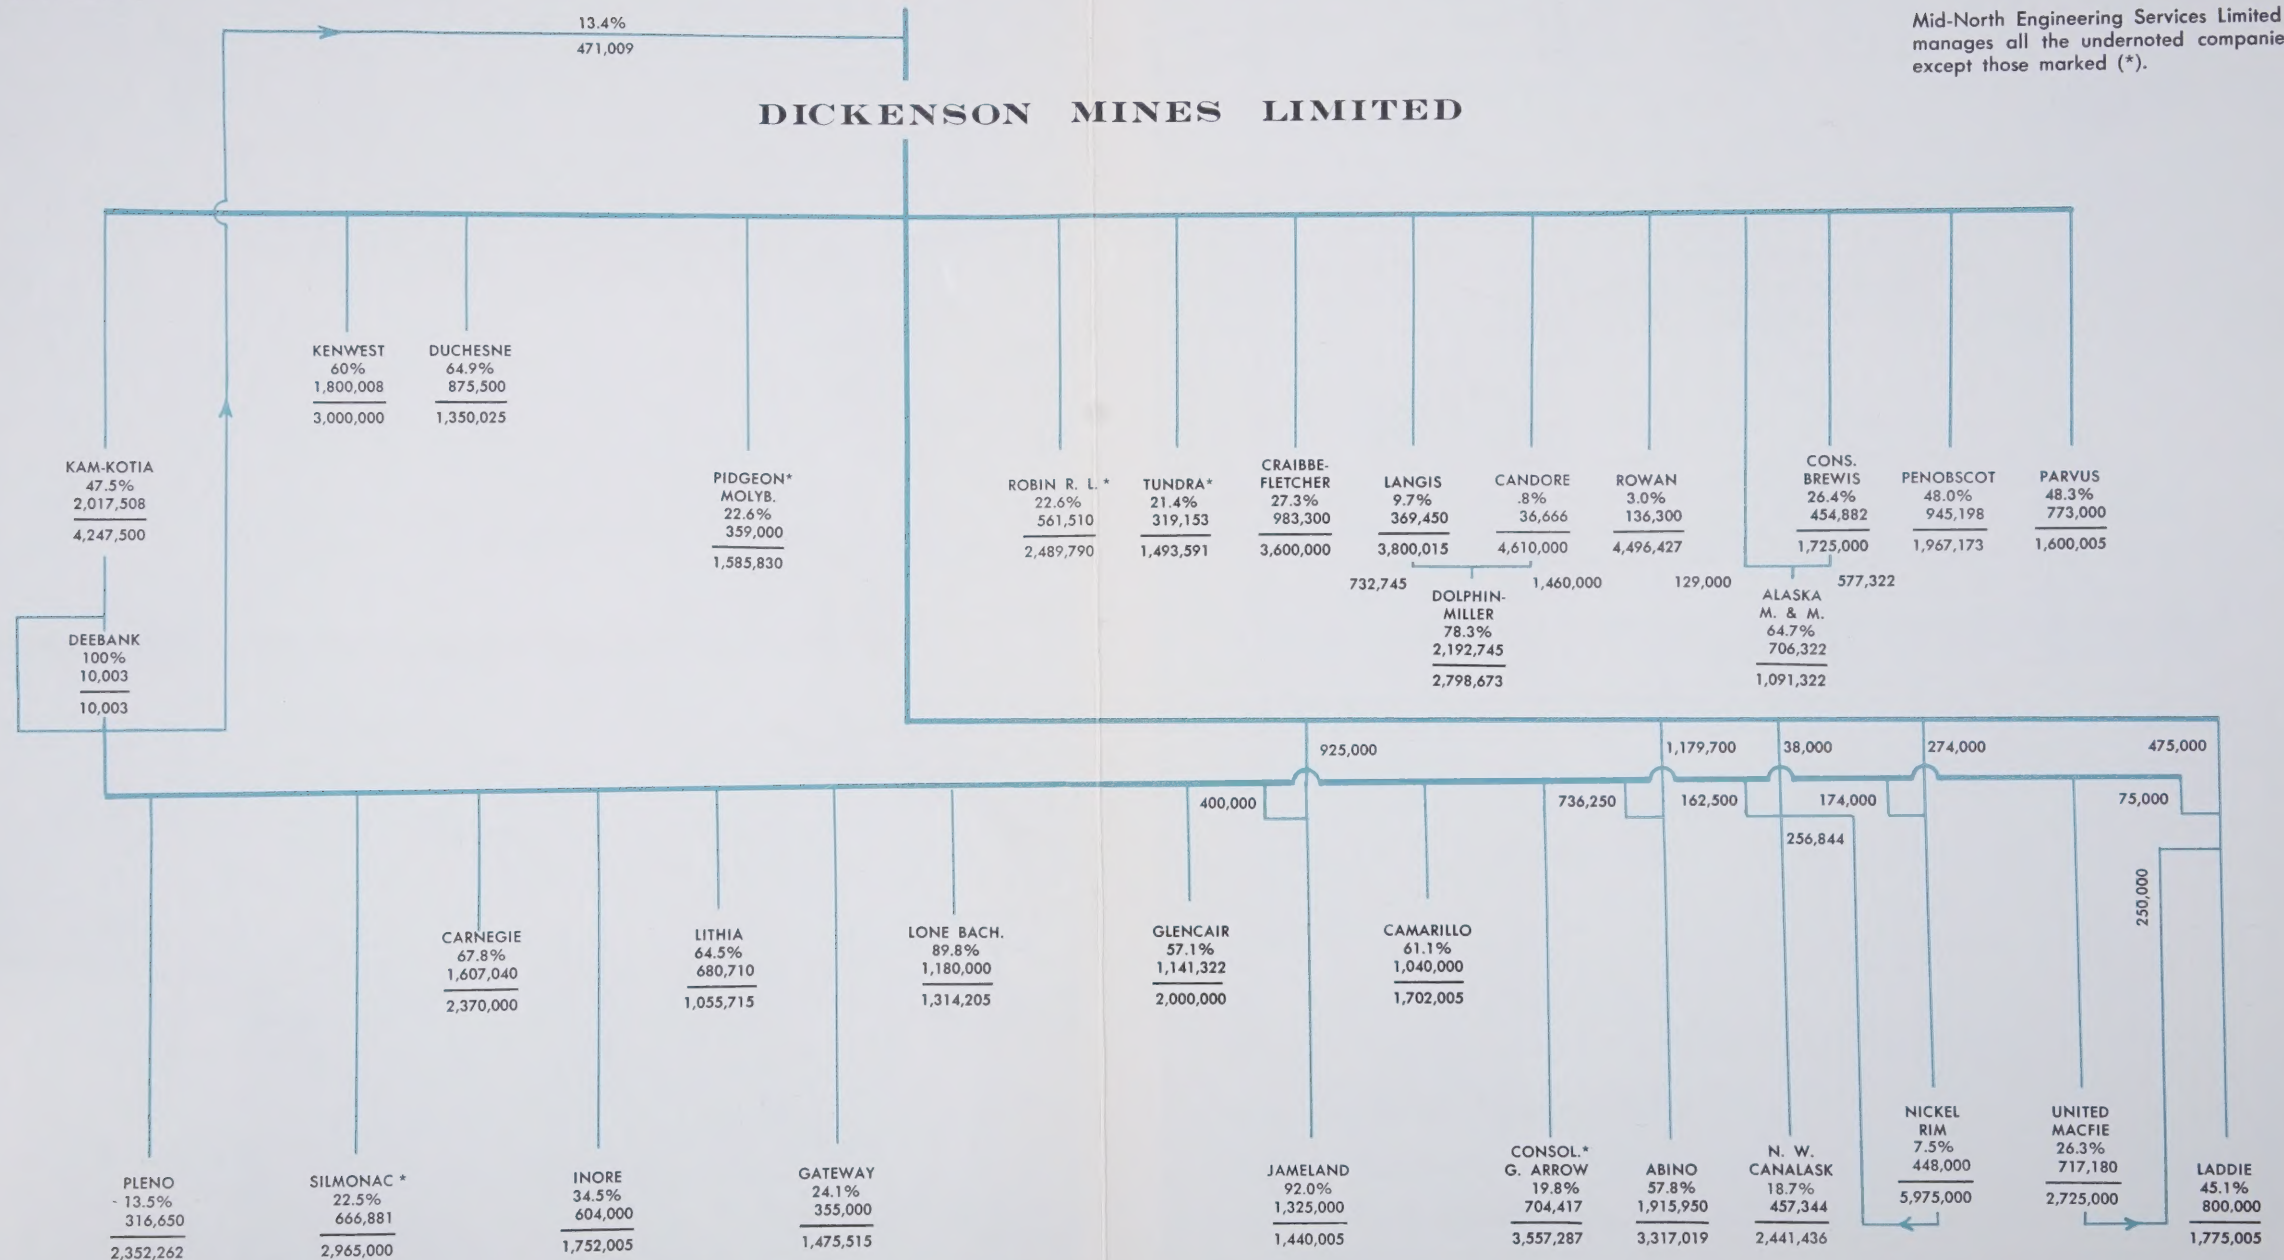 13.4%
471,009
Mid-North Engineering Services Limited
manages all the undernoted companie
except those marked (*).
DICKENSON MINES LIMITED
KENWEST
60%
1,800,008
3,000,000
DUCHESNE
64.9%
875,500
1,350,025
KAM-KOTIA
47.5%
2,017,508
4,247,500
PIDGEON*
MOLYB.
22.6%
359,000
1,585,830
ROBIN R. L. *
22.6%
561,510
2,489,790
TUNDRA*
21.4%
319,153
1,493,591
CRAIBBE-
FLETCHER
27.3%
983,300
3,600,000
LANGIS
9.7%
369,450
3,800,015
CANDORE
.8%
36,666
4,610,000
ROWAN
3.0%
136,300
4,496,427
CONS.
BREWIS
26.4%
454,882
1,725,000
PENOBSCOT
48.0%
945,198
1,967,173
PARVUS
48.3%
773,000
1,600,005
732,745
1,460,000
DOLPHIN-
MILLER
78.3%
2,192,745
2,798,673
129,000
577,322
ALASKA
M. & M.
64.7%
706,322
1,091,322
DEEBANK
100%
10,003
10,003
925,000
1,179,700
38,000
274,000
475,000
400,000
736,250
162,500
174,000
75,000
256,844
250,000
CARNEGIE
67.8%
1,607,040
2,370,000
LITHIA
64.5%
680,710
1,055,715
LONE BACH.
89.8%
1,180,000
1,314,205
GLENCAIR
57.1%
1,141,322
2,000,000
CAMARILLO
61.1%
1,040,000
1,702,005
PLENO
- 13.5%
316,650
2,352,262
SILMONAC *
22.5%
666,881
2,965,000
INORE
34.5%
604,000
1,752,005
GATEWAY
24.1%
355,000
1,475,515
JAMELAND
92.0%
1,325,000
1,440,005
CONSOL.*
G. ARROW
19.8%
704,417
3,557,287
ABINO
57.8%
1,915,950
3,317,019
N. W.
CANALASK
18.7%
457,344
2,441,436
NICKEL
RIM
7.5%
448,000
5,975,000
UNITED
MACFIE
26.3%
717,180
2,725,000
LADDIE
45.1%
800,000
1,775,005